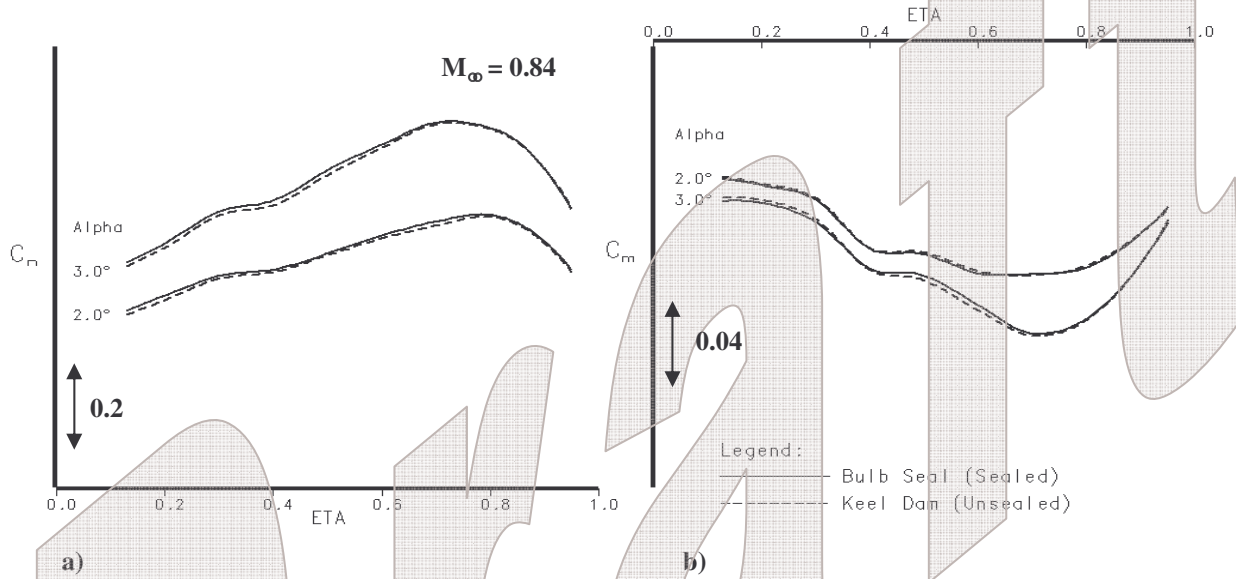 M∞ = 0.84
Alpha
3.0°
2.0°
Cn
0.2
0.0 0.2 0.4 0.6 0.8 1.0
ETA
a)
ETA
0.0 0.2 0.4 0.6 0.8 1.0
Alpha
2.0°
3.0°
Cm
0.04
Legend:
Bulb Seal (Sealed)
Keel Dam (Unsealed)
b)